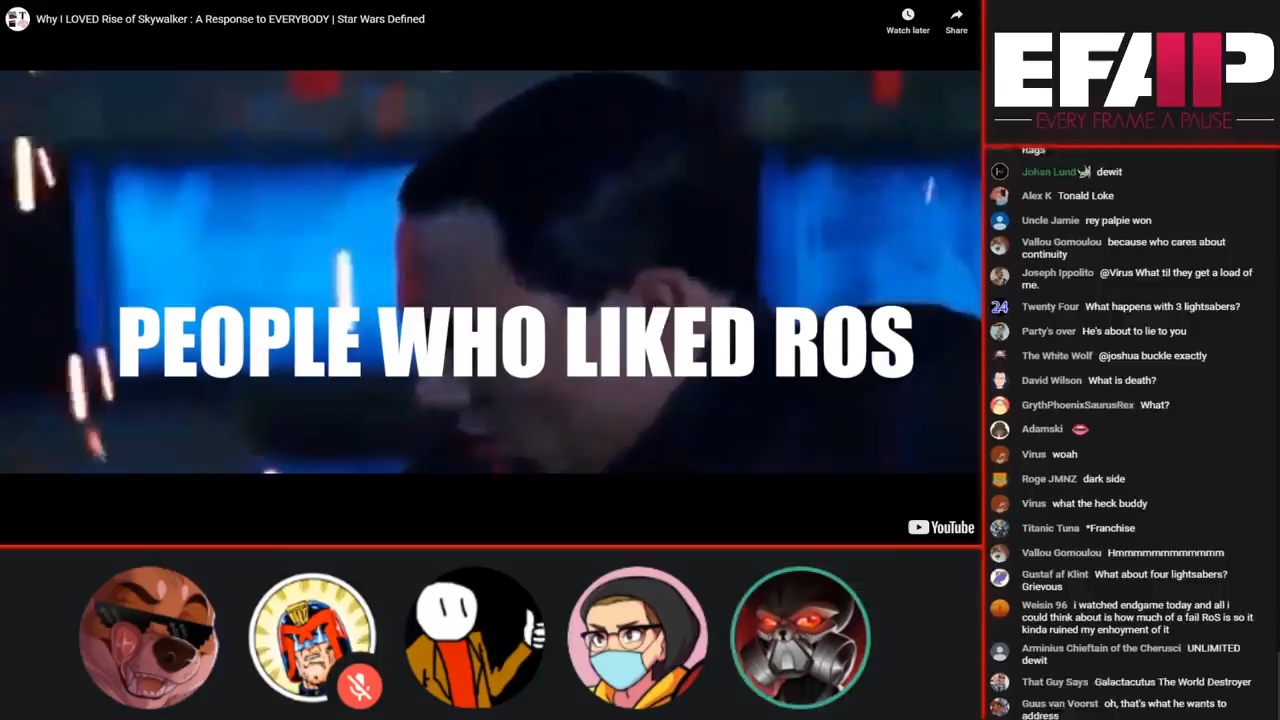 Why I LOVED Rise of Skywalker : A Response to EVERYBODY | Star Wars Defined
Watch later
Share
PEOPLE WHO LIKED ROS
YouTube
EFAP
EVERY FRAME A PAUSE
Rags
Johan Lund dewit
Alex K Tonald Loke
Uncle Jamie rey palpie won
Vallou Gomoulou because who cares about
continuity
Joseph Ippolito @Virus What til they get a load of
me.
24 Twenty Four What happens with 3 lightsabers?
Party's over He's about to lie to you
The White Wolf @joshua buckle exactly
David Wilson What is death?
GrythPhoenixSaurusRex What?
Adamski
Virus woah
Roge JMNZ dark side
Virus what the heck buddy
Titanic Tuna *Franchise
Vallou Gomoulou Hmmmmmmmmmmmm
Gustaf af Klint What about four lightsabers?
Grievous
Weisin 96 i watched endgame today and all i
could think about is how much of a fail RoS is so it
kinda ruined my enhoyment of it
Arminius Chieftain of the Cherusci UNLIMITED
dewit
That Guy Says Galactacutus The World Destroyer
Guus van Voorst oh, that's what he wants to
address